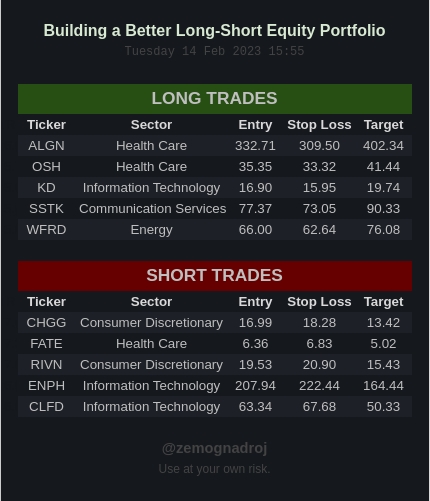 Building a Better Long-Short Equity Portfolio
Tuesday 14 Feb 2023 15:55
LONG TRADES
Ticker Sector Entry Stop Loss Target
ALGN Health Care 332.71 309.50 402.34
OSH Health Care 35.35 33.32 41.44
KD Information Technology 16.90 15.95 19.74
SSTK Communication Services 77.37 73.05 90.33
WFRD Energy 66.00 62.64 76.08
SHORT TRADES
Ticker Sector Entry Stop Loss Target
CHGG Consumer Discretionary 16.99 18.28 13.42
FATE Health Care 6.36 6.83 5.02
RIVN Consumer Discretionary 19.53 20.90 15.43
ENPH Information Technology 207.94 222.44 164.44
CLFD Information Technology 63.34 67.68 50.33
@zemognadroj
Use at your own risk.